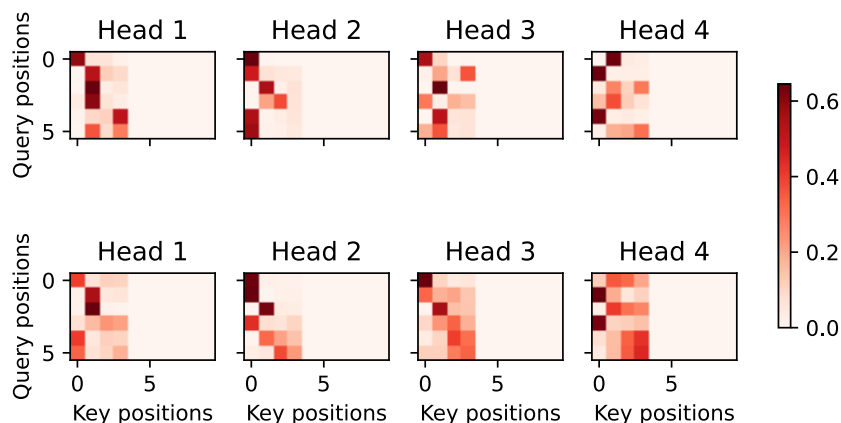 Head 1 Head 2 Head 3 Head 4
Query positions
0
5
0.6
0.4
0.2
0.0
Head 1 Head 2 Head 3 Head 4
Query positions
0
5
0 5 0 5 0 5 0 5
Key positions Key positions Key positions Key positions